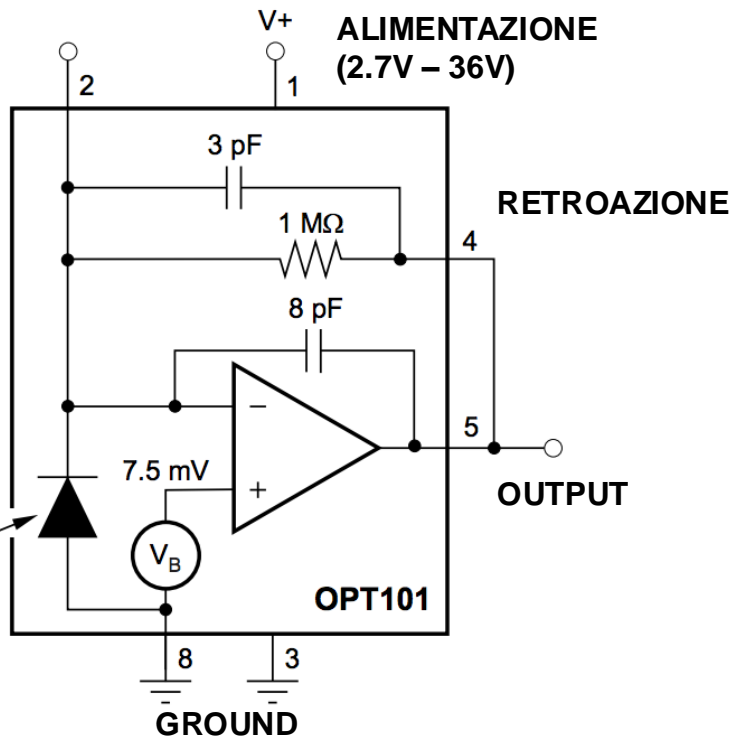 V+
ALIMENTAZIONE
(2.7V – 36V)
2
1
3 pF
RETROAZIONE
1 MΩ
4
8 pF
−
5
7.5 mV
+
OUTPUT
VB
OPT101
8
3
GROUND